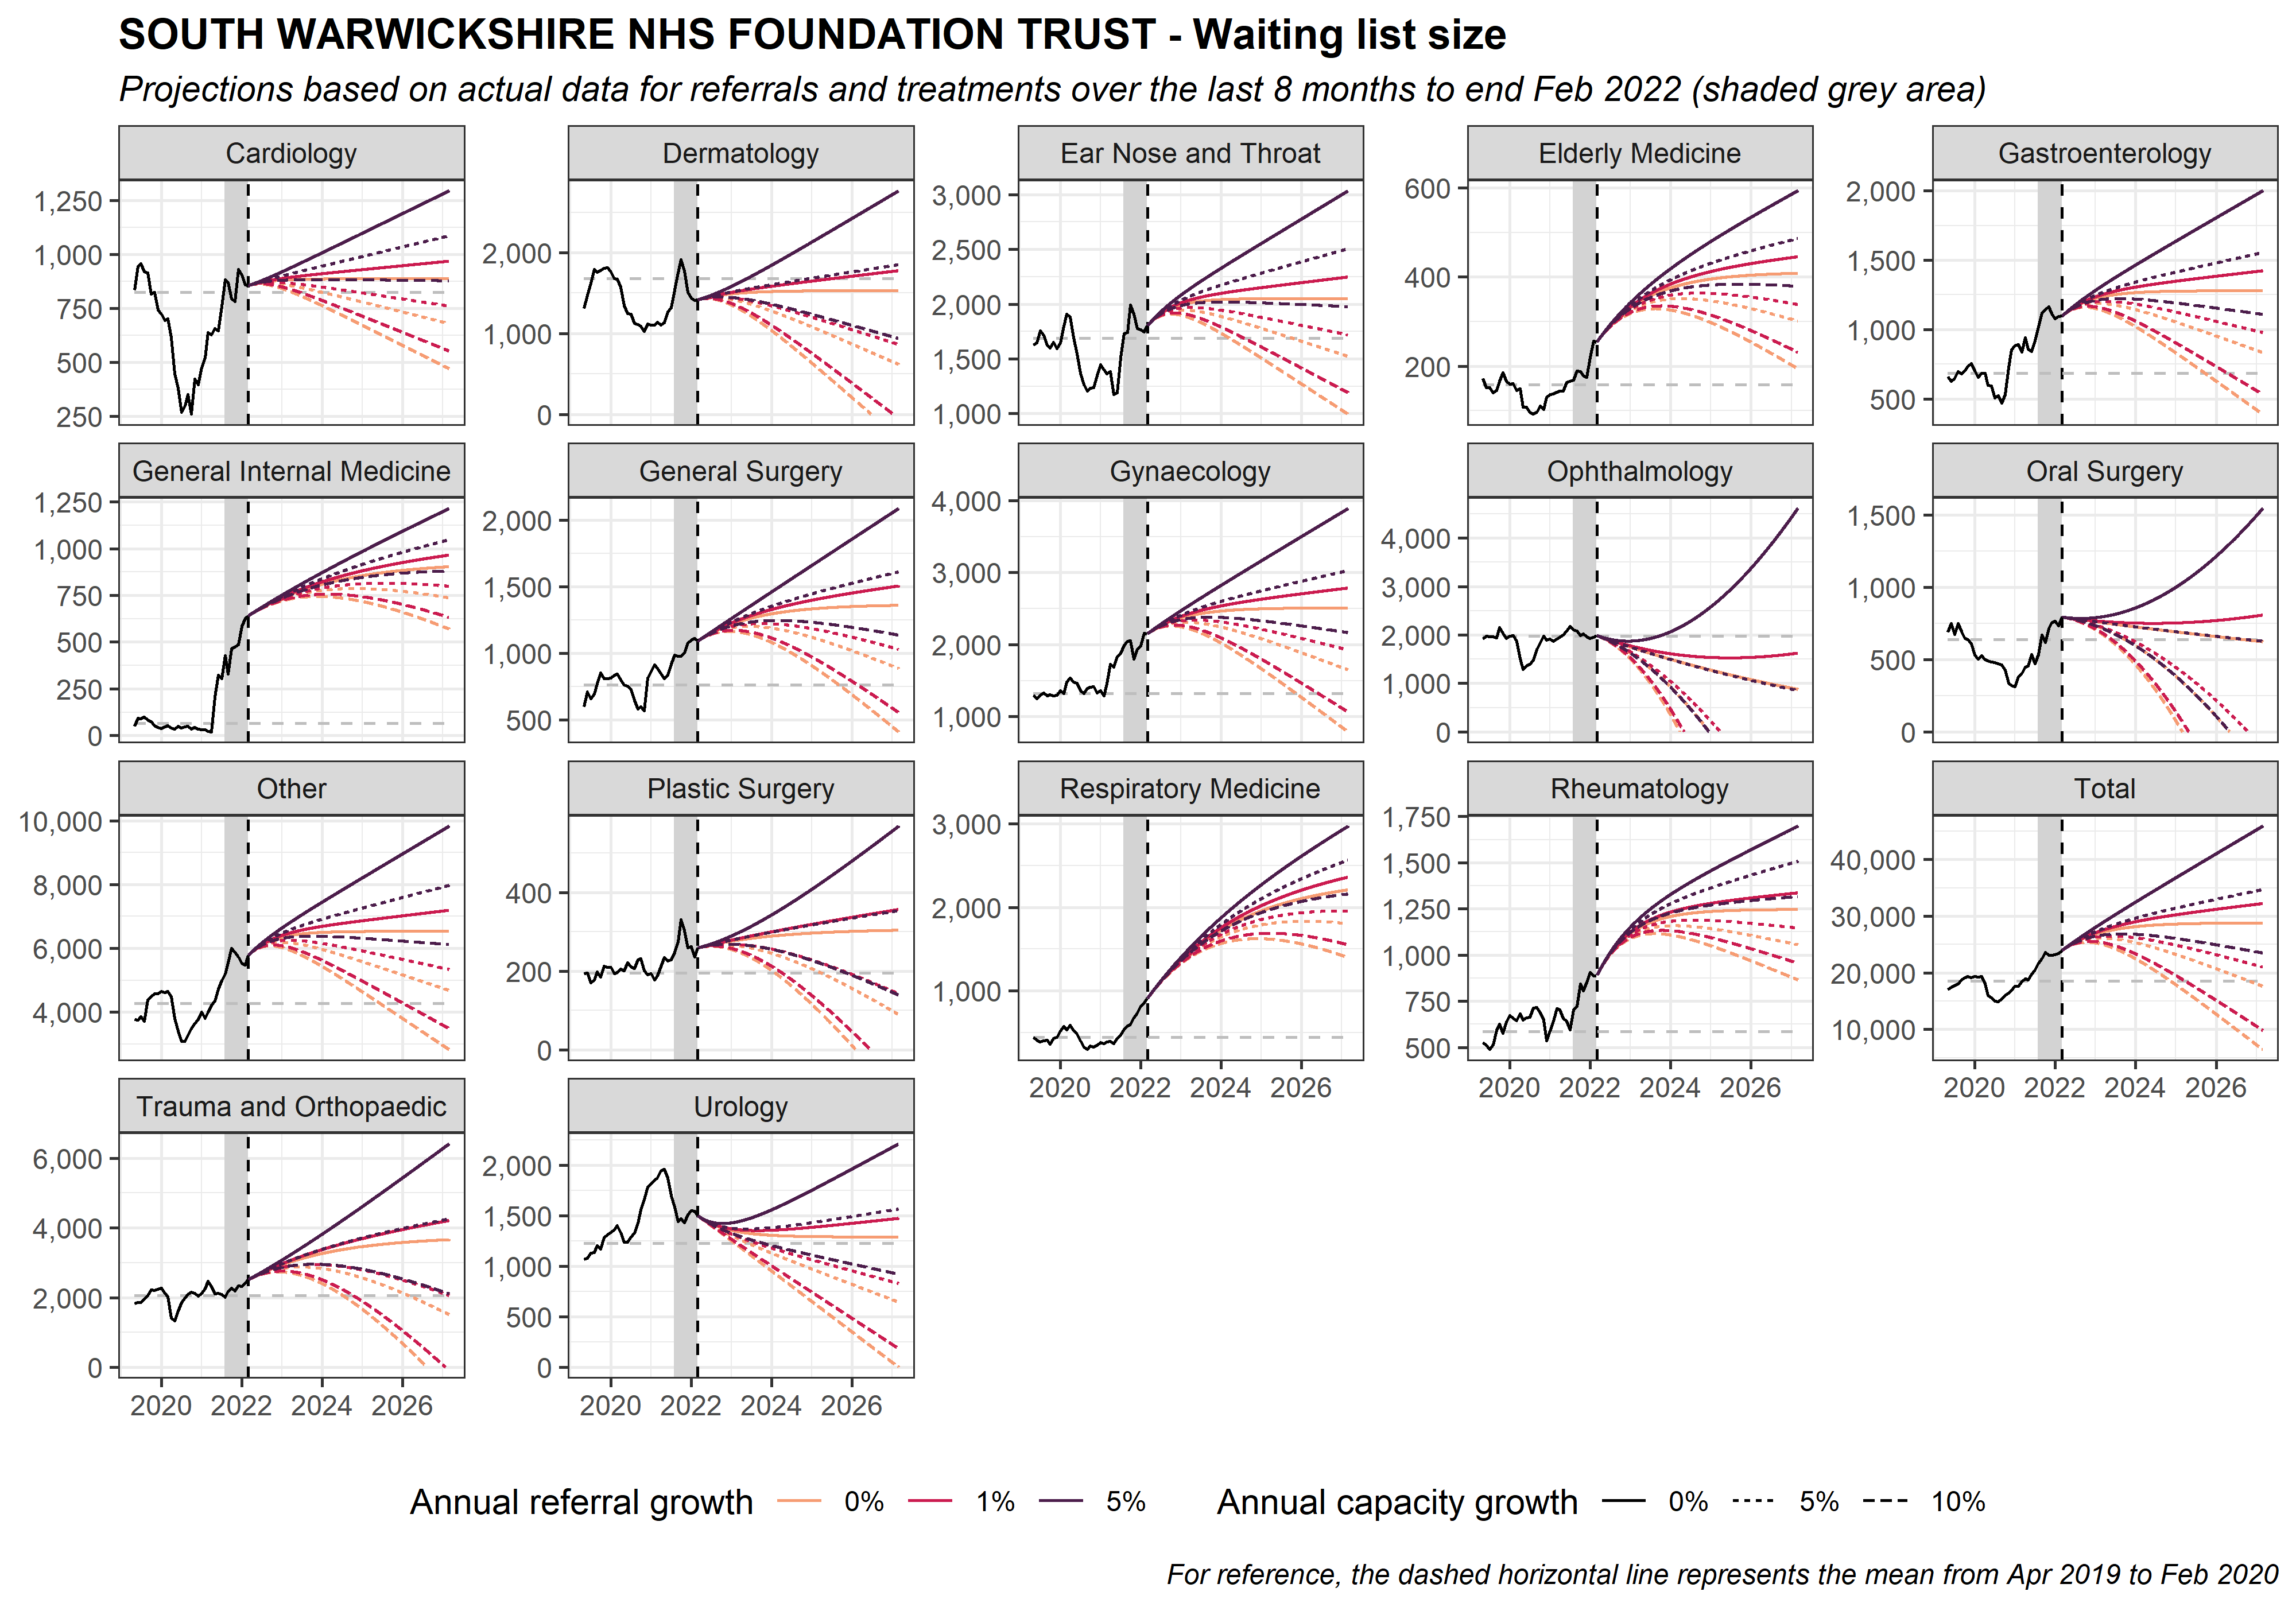 SOUTH WARWICKSHIRE NHS FOUNDATION TRUST - Waiting list size
Projections based on actual data for referrals and treatments over the last 8 months to end Feb 2022 (shaded grey area)
Cardiology
1,250
1,000
750
500
250
Dermatology
2,000
1,000
0
Ear Nose and Throat
3,000
2,500
2,000
1,500
1,000
Elderly Medicine
600
400
200
Gastroenterology
2,000
1,500
1,000
500
General Internal Medicine
1,250
1,000
750
500
250
0
General Surgery
2,000
1,500
1,000
500
Gynaecology
4,000
3,000
2,000
1,000
Ophthalmology
4,000
3,000
2,000
1,000
0
Oral Surgery
1,500
1,000
500
0
Other
10,000
8,000
6,000
4,000
Plastic Surgery
400
200
0
Respiratory Medicine
3,000
2,000
1,000
2020 2022 2024 2026
Rheumatology
1,750
1,500
1,250
1,000
750
500
2020 2022 2024 2026
Total
40,000
30,000
20,000
10,000
2020 2022 2024 2026
Trauma and Orthopaedic
6,000
4,000
2,000
0
2020 2022 2024 2026
Urology
2,000
1,500
1,000
500
0
2020 2022 2024 2026
Annual referral growth 0% 1% 5% Annual capacity growth 0% 5% 10%
For reference, the dashed horizontal line represents the mean from Apr 2019 to Feb 2020